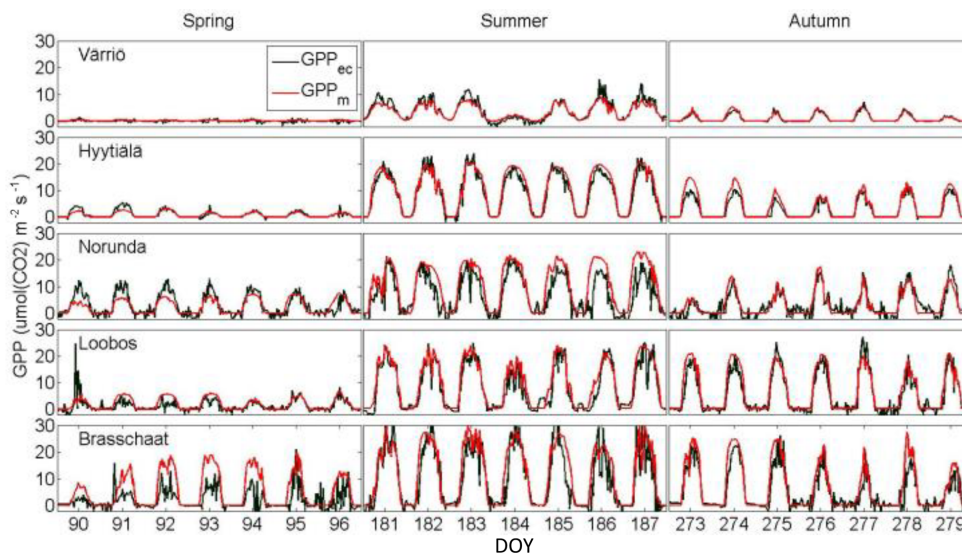 Spring Summer Autumn
GPP (umol(CO2) m-2 s-1)
30 20 10 0
Värriö
GPPec
GPPm
30 20 10 0
Hyytiälä
30 20 10 0
Norunda
30 20 10 0
Loobos
30 20 10 0
Brasschaat
90 91 92 93 94 95 96 181 182 183 184 185 186 187 273 274 275 276 277 278 279
DOY